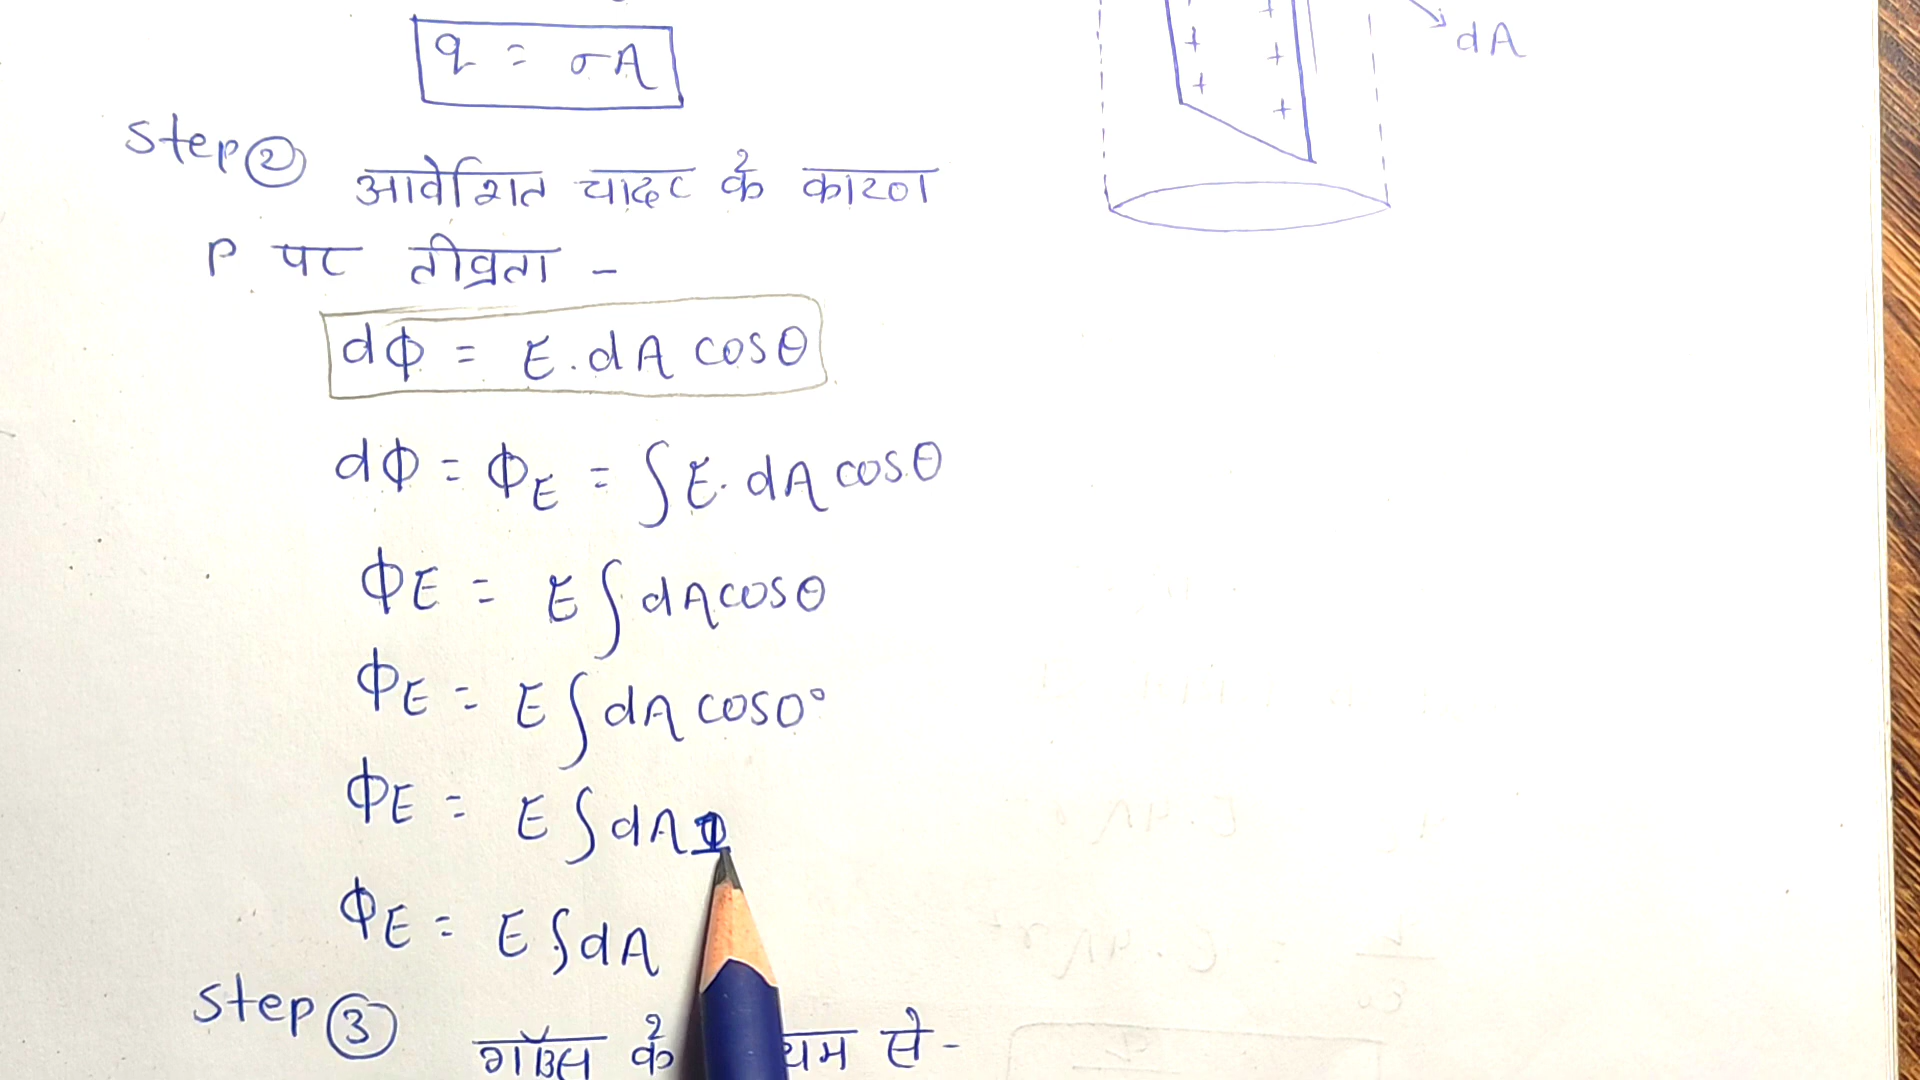 q = σA
dA
Step ②
आवेशित चादर के कारण
P पर तीव्रता -
dϕ = E.dA cosθ
dϕ = ϕE = ∫E.dA cos.θ
ϕE = E∫dAcosθ
ϕE = E∫dA cos0°
ϕE = E∫dA1
ϕE = E∫dA
Step ③
गॉउस के यम से -